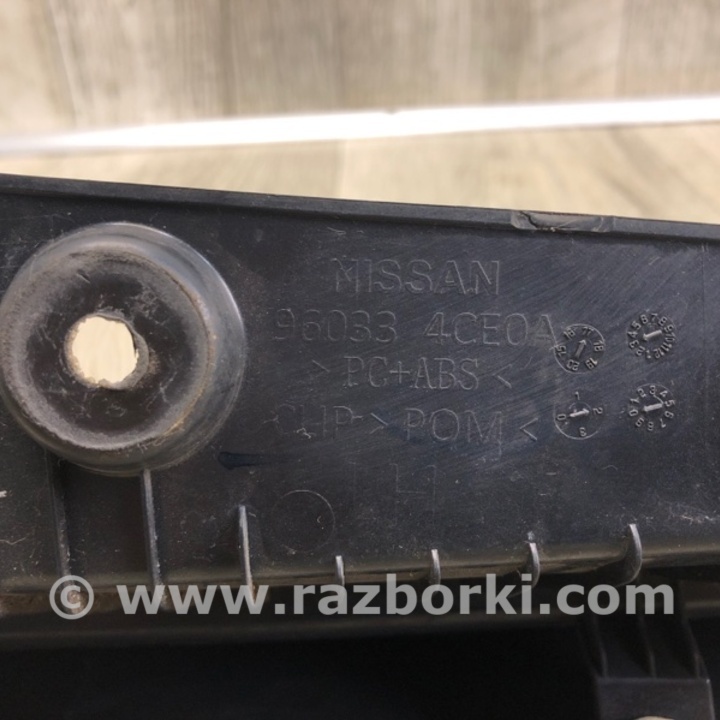 NISSAN
96033 4CE0A
>PC+ABS<
CLIP >POM<
© www.razborki.com